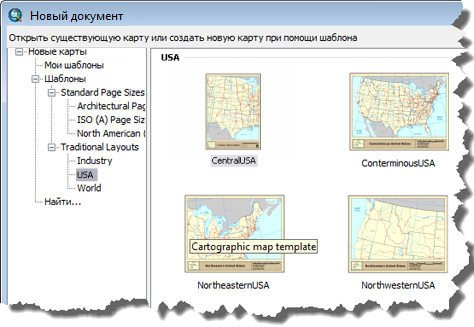 Новый документ
Открыть существующую карту или создать новую карту при помощи шаблона
Новые карты
Мои шаблоны
Шаблоны
Standard Page Sizes
Architectural Pag
ISO (A) Page Siz
North American (
Traditional Layouts
Industry
USA
World
Найти...
USA
CentralUSA
ConterminousUSA
Cartographic map template
NortheasternUSA
NorthwesternUSA